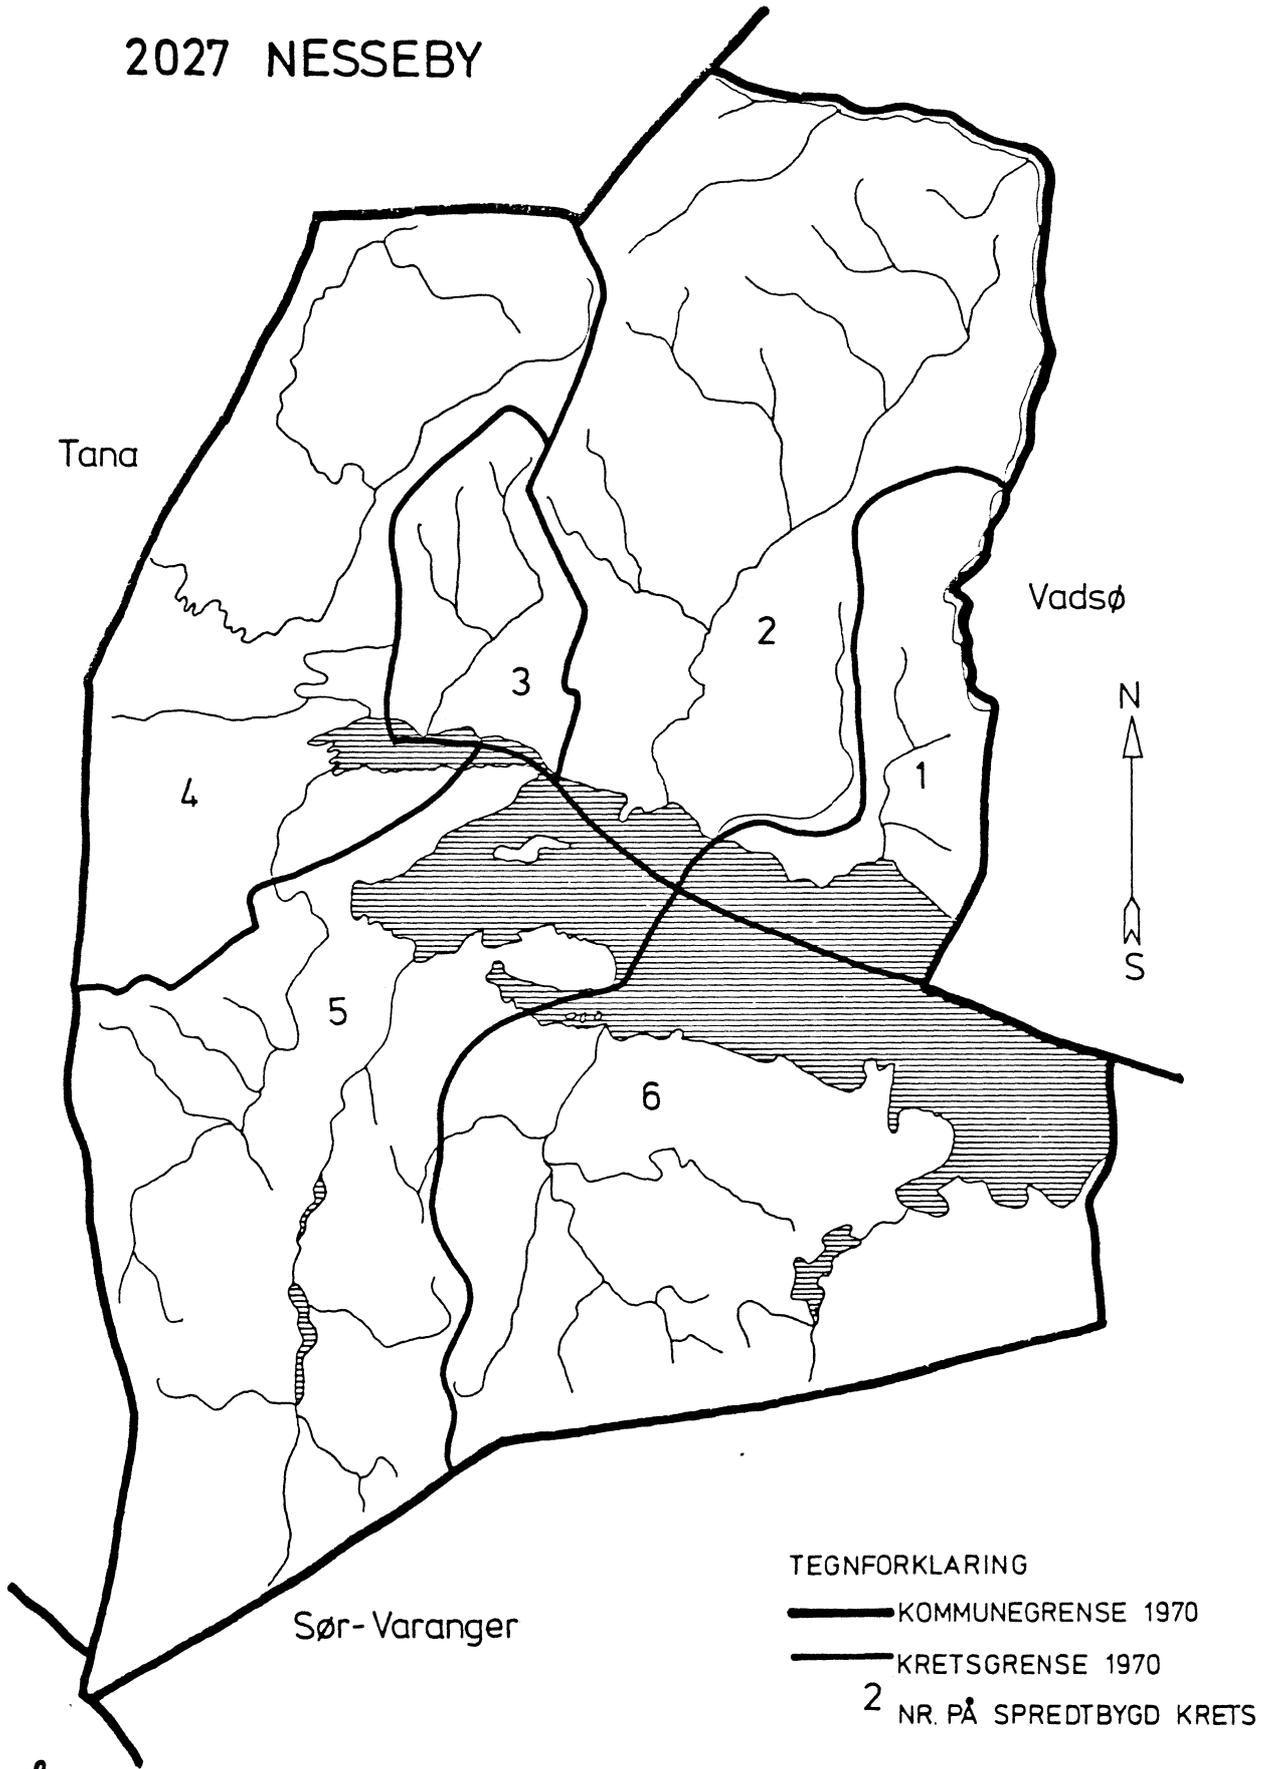 2027 NESSEBY
Tana
Vadsø
2
3
N
1
4
S
5
6
TEGNFORKLARING
KOMMUNEGRENSE 1970
Sør-Varanger
KRETSGRENSE 1970
2 NR. PÅ SPREDTBYGD KRETS